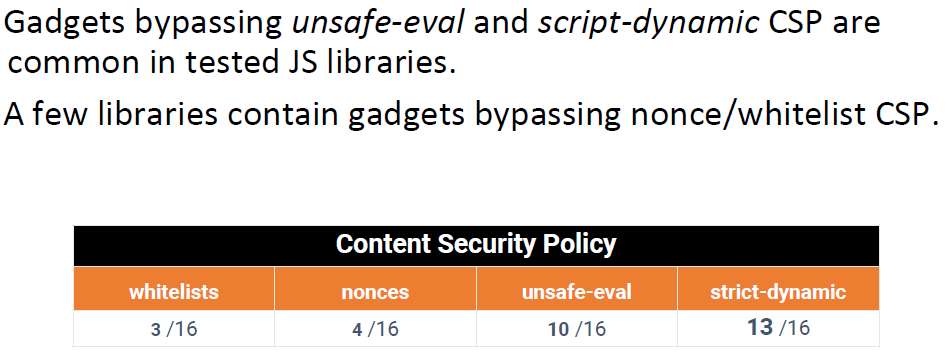 Gadgets bypassing unsafe-eval and script-dynamic CSP are
common in tested JS libraries.
A few libraries contain gadgets bypassing nonce/whitelist CSP.
Content Security Policy
whitelists nonces unsafe-eval strict-dynamic
3 /16 4 /16 10 /16 13 /16